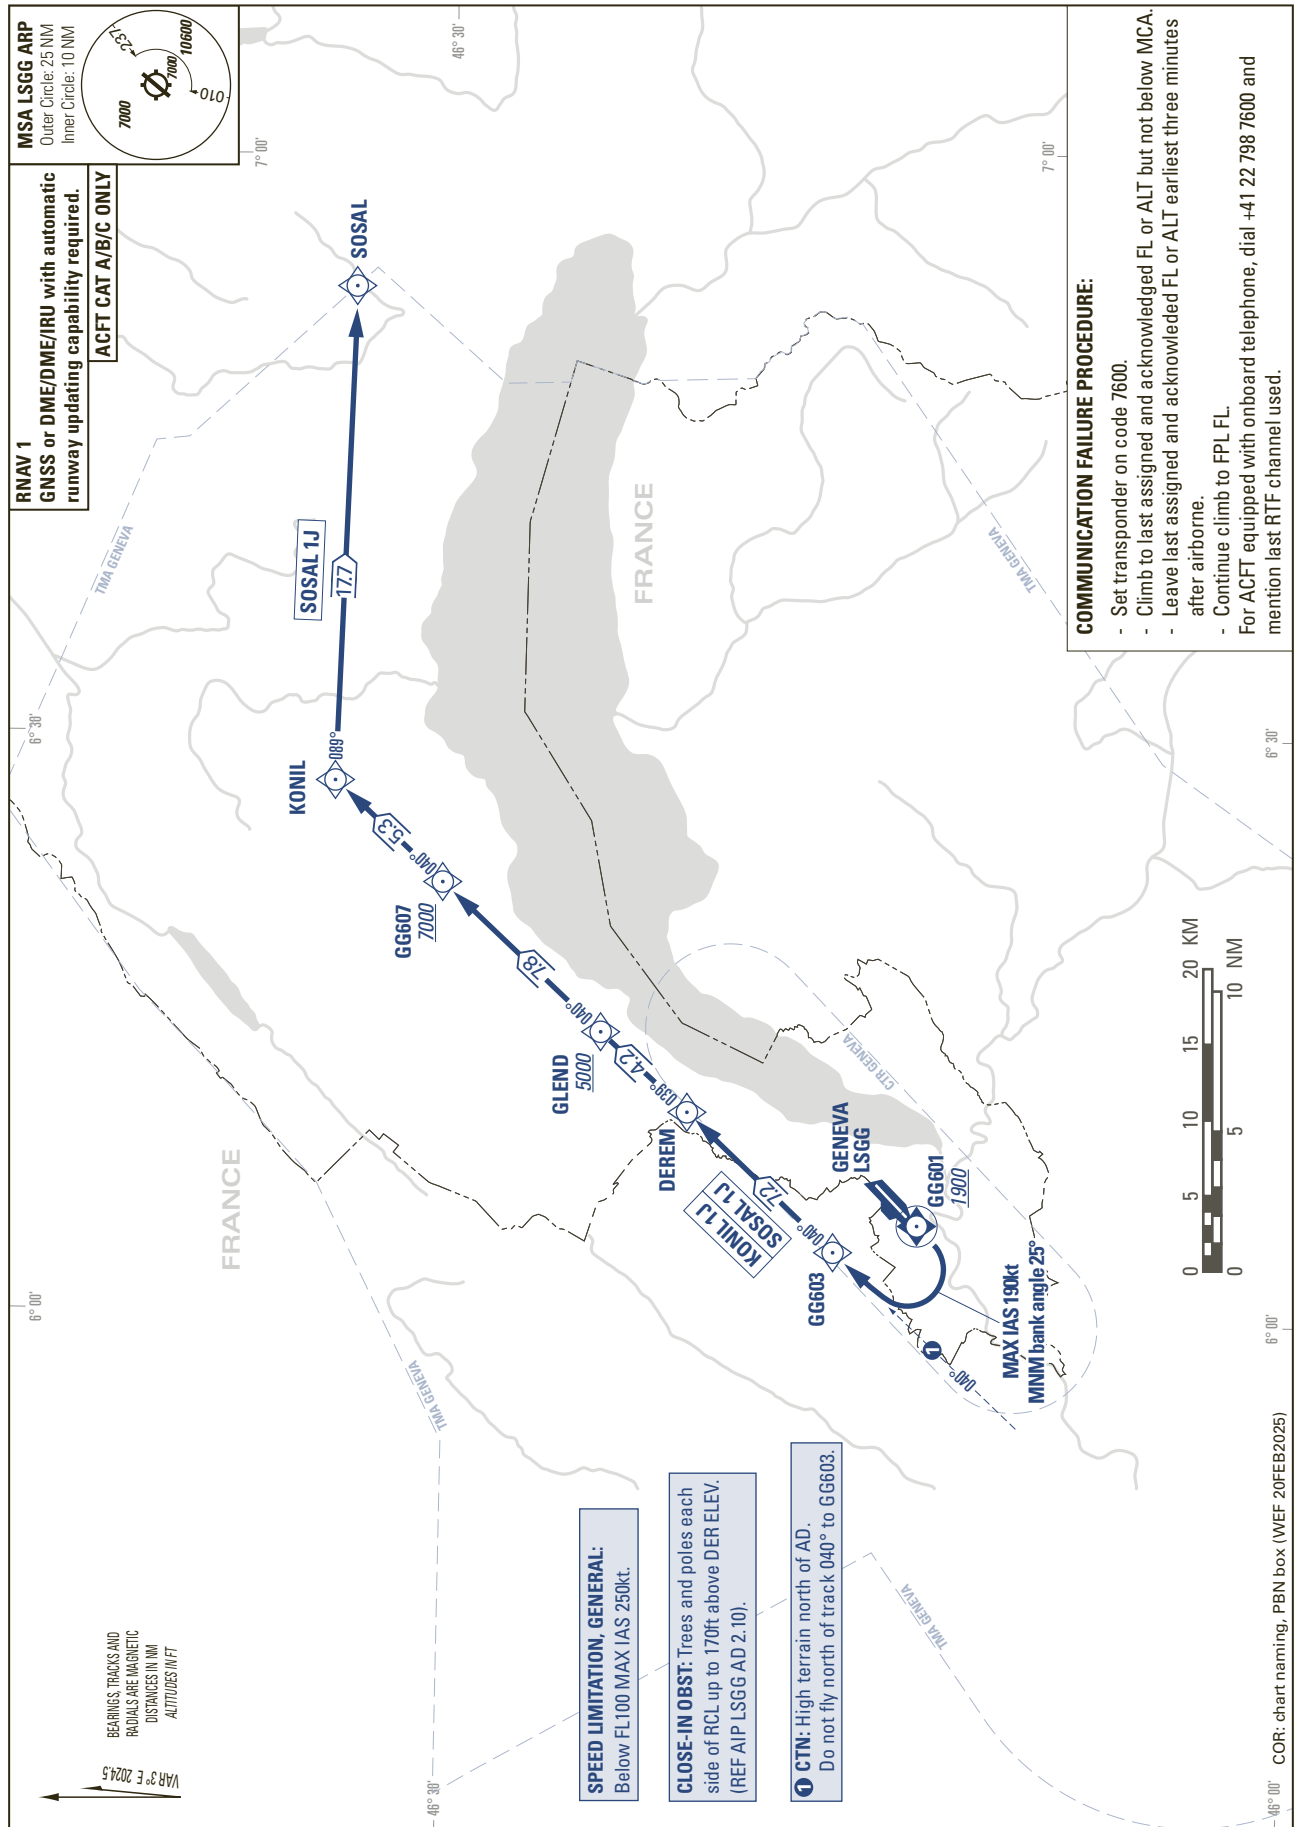 BEARINGS, TRACKS AND
RADIALS ARE MAGNETIC
DISTANCES IN NM
ALTITUDES IN FT
VAR 3° E 2024.5
RNAV 1
GNSS or DME/DME/IRU with automatic
runway updating capability required.
ACFT CAT A/B/C ONLY
MSA LSGG ARP
Outer Circle: 25 NM
Inner Circle: 10 NM
7000
237
7000
10600
010
6° 00'
6° 30'
7° 00'
46° 30'
46° 30'
TMA GENEVA
TMA GENEVA
FRANCE
KONIL
089°
SOSAL 1J
17.7
SOSAL
5.3
040°
GG607
7000
7.8
040°
GLEND
5000
4.2
039°
DEREM
KONIL 1J
SOSAL 1J
7.2
040°
GG603
GENEVA
LSGG
GG601
1900
CTR GENEVA
FRANCE
TMA GENEVA
MAX IAS 190kt
MNM bank angle 25°
1
040°
TMA GENEVA
SPEED LIMITATION, GENERAL:
Below FL100 MAX IAS 250kt.
CLOSE-IN OBST: Trees and poles each
side of RCL up to 170ft above DER ELEV.
(REF AIP LSGG AD 2.10).
1 CTN: High terrain north of AD.
Do not fly north of track 040° to GG603.
0 5 10 15 20 KM
0 5 10 NM
COMMUNICATION FAILURE PROCEDURE:
- Set transponder on code 7600.
- Climb to last assigned and acknowledged FL or ALT but not below MCA.
- Leave last assigned and acknowleded FL or ALT earliest three minutes
after airborne.
- Continue climb to FPL FL.
For ACFT equipped with onboard telephone, dial +41 22 798 7600 and
mention last RTF channel used.
46° 00'
6° 00'
6° 30'
7° 00'
COR: chart naming, PBN box (WEF 20FEB2025)